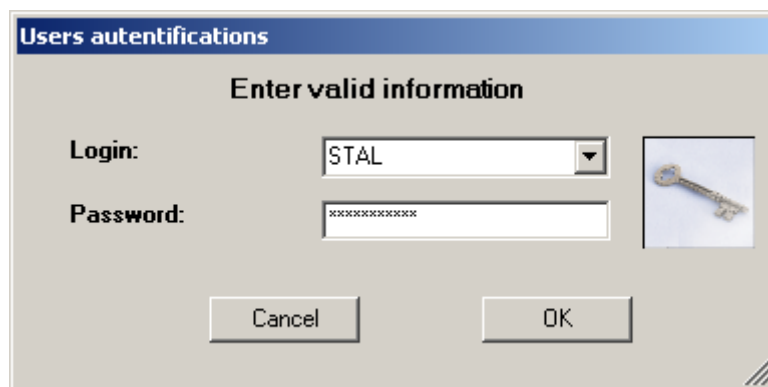 Users autentifications
Enter valid information
Login: STAL
Password: ***********
Cancel OK